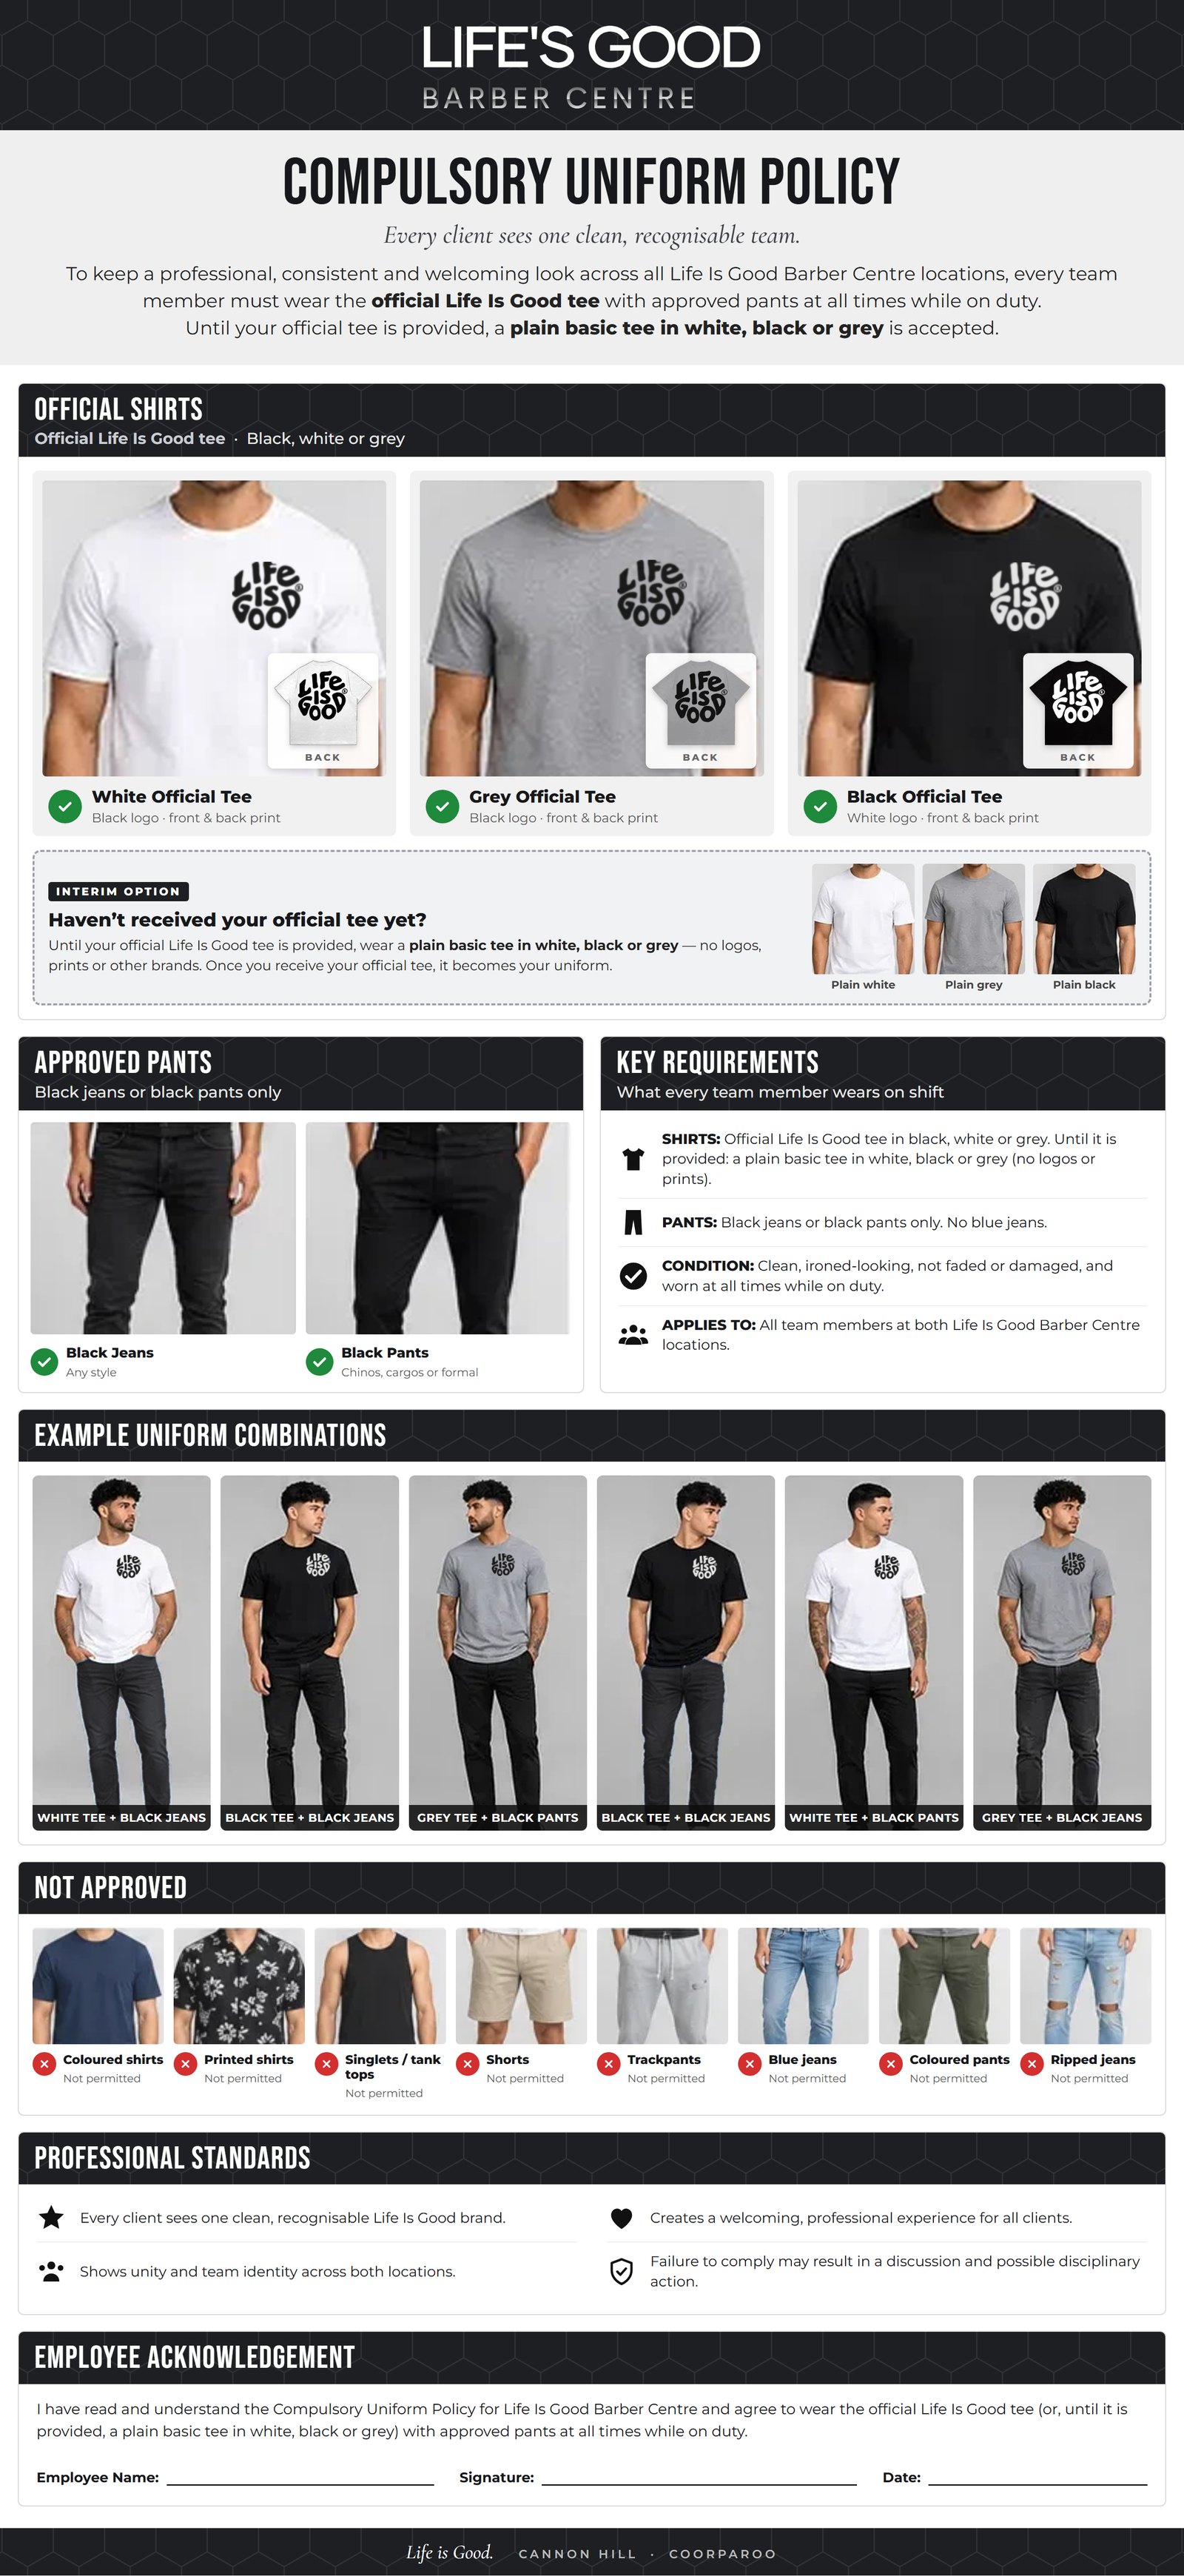 LIFE'S GOOD
BARBER CENTRE
COMPULSORY UNIFORM POLICY
Every client sees one clean, recognisable team.
To keep a professional, consistent and welcoming look across all Life Is Good Barber Centre locations, every team
member must wear the official Life Is Good tee with approved pants at all times while on duty.
Until your official tee is provided, a plain basic tee in white, black or grey is accepted.
OFFICIAL SHIRTS
Official Life Is Good tee · Black, white or grey
LIFe
iSD
GOOD
LIFe
iSD
GOOD
BACK
White Official Tee
Black logo · front & back print
LIFe
iSD
GOOD
LIFe
iSD
GOOD
BACK
Grey Official Tee
Black logo · front & back print
LIFe
iSD
GOOD
LIFe
iSD
GOOD
BACK
Black Official Tee
White logo · front & back print
INTERIM OPTION
Haven’t received your official tee yet?
Until your official Life Is Good tee is provided, wear a plain basic tee in white, black or grey — no logos,
prints or other brands. Once you receive your official tee, it becomes your uniform.
Plain white
Plain grey
Plain black
APPROVED PANTS
Black jeans or black pants only
Black Jeans
Any style
Black Pants
Chinos, cargos or formal
KEY REQUIREMENTS
What every team member wears on shift
SHIRTS: Official Life Is Good tee in black, white or grey. Until it is
provided: a plain basic tee in white, black or grey (no logos or
prints).
PANTS: Black jeans or black pants only. No blue jeans.
CONDITION: Clean, ironed-looking, not faded or damaged, and
worn at all times while on duty.
APPLIES TO: All team members at both Life Is Good Barber Centre
locations.
EXAMPLE UNIFORM COMBINATIONS
WHITE TEE + BLACK JEANS
BLACK TEE + BLACK JEANS
GREY TEE + BLACK PANTS
BLACK TEE + BLACK JEANS
WHITE TEE + BLACK PANTS
GREY TEE + BLACK JEANS
NOT APPROVED
Coloured shirts
Not permitted
Printed shirts
Not permitted
Singlets / tank
tops
Not permitted
Shorts
Not permitted
Trackpants
Not permitted
Blue jeans
Not permitted
Coloured pants
Not permitted
Ripped jeans
Not permitted
PROFESSIONAL STANDARDS
Every client sees one clean, recognisable Life Is Good brand.
Creates a welcoming, professional experience for all clients.
Shows unity and team identity across both locations.
Failure to comply may result in a discussion and possible disciplinary
action.
EMPLOYEE ACKNOWLEDGEMENT
I have read and understand the Compulsory Uniform Policy for Life Is Good Barber Centre and agree to wear the official Life Is Good tee (or, until it is
provided, a plain basic tee in white, black or grey) with approved pants at all times while on duty.
Employee Name:
Signature:
Date:
Life is Good. CANNON HILL · COORPAROO